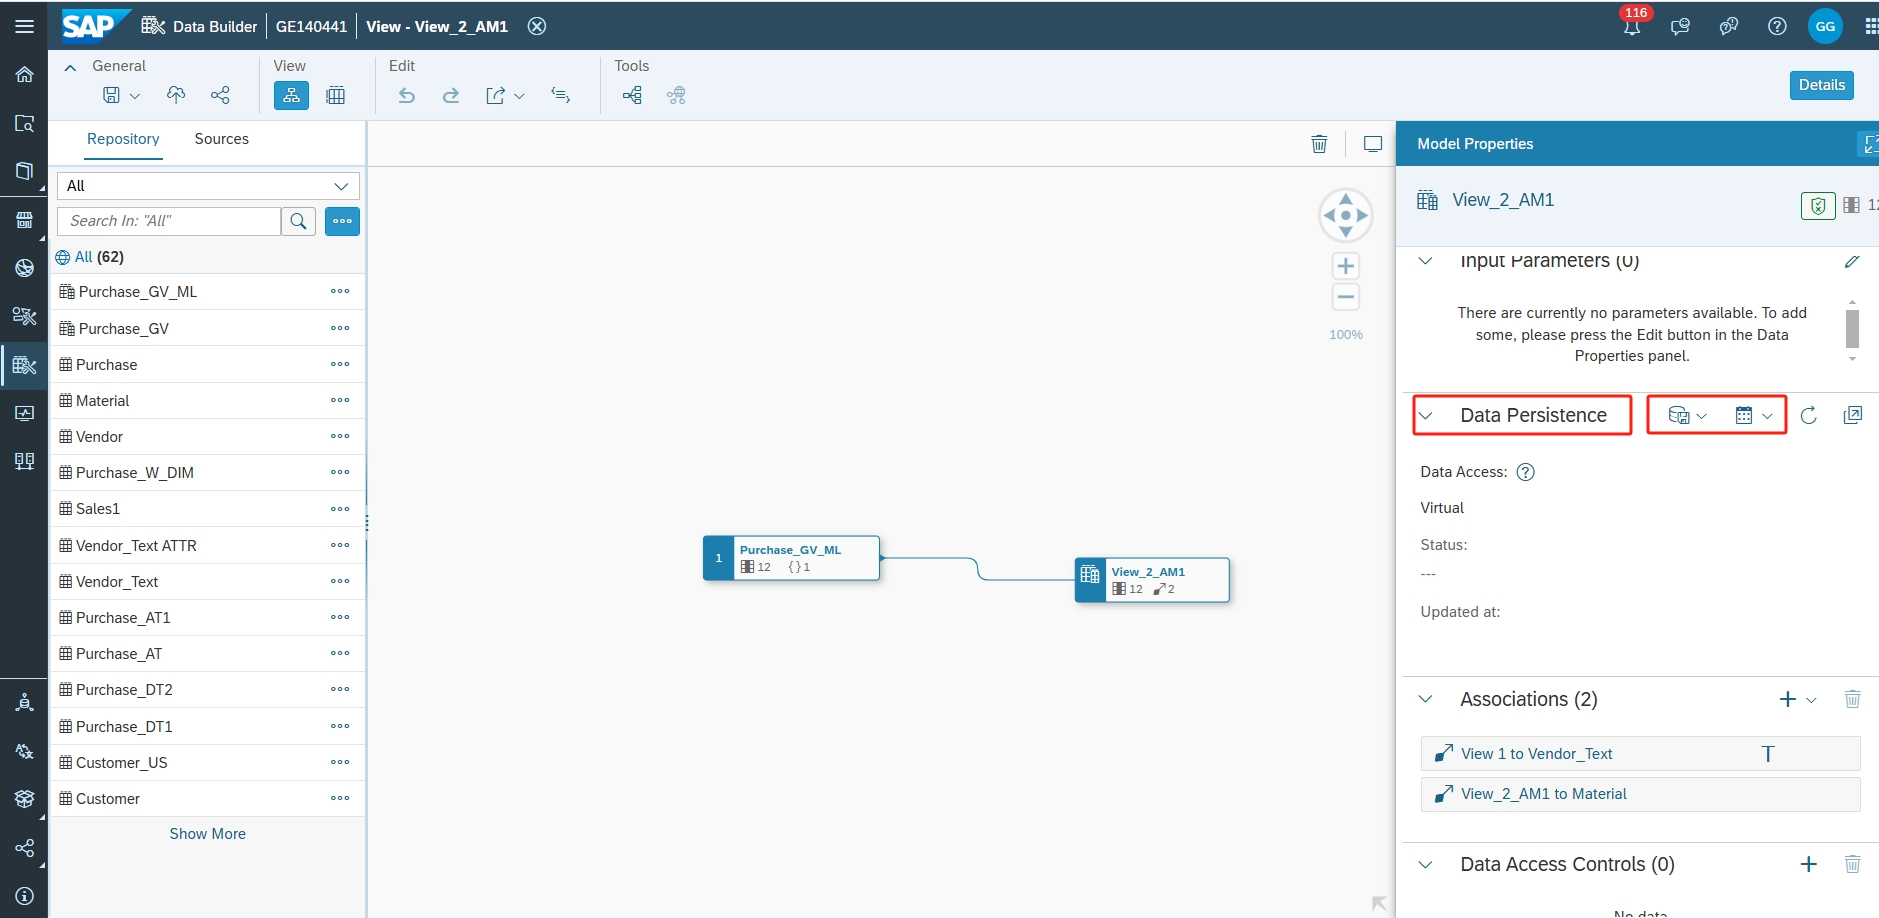 SAP Data Builder GE140441 View - View_2_AM1 116 GG
General View Edit Tools
Details
Repository Sources
All
Search In: "All"
All (62)
Purchase_GV_ML
Purchase_GV
Purchase
Material
Vendor
Purchase_W_DIM
Sales1
Vendor_Text ATTR
Vendor_Text
Purchase_AT1
Purchase_AT
Purchase_DT2
Purchase_DT1
Customer_US
Customer
Show More
100%
1 Purchase_GV_ML
12 {}1
View_2_AM1
12 2
Model Properties
View_2_AM1
12
Input Parameters (0)
There are currently no parameters available. To add
some, please press the Edit button in the Data
Properties panel.
Data Persistence
Data Access:
Virtual
Status:
---
Updated at:
Associations (2)
View 1 to Vendor_Text T
View_2_AM1 to Material
Data Access Controls (0)
No data